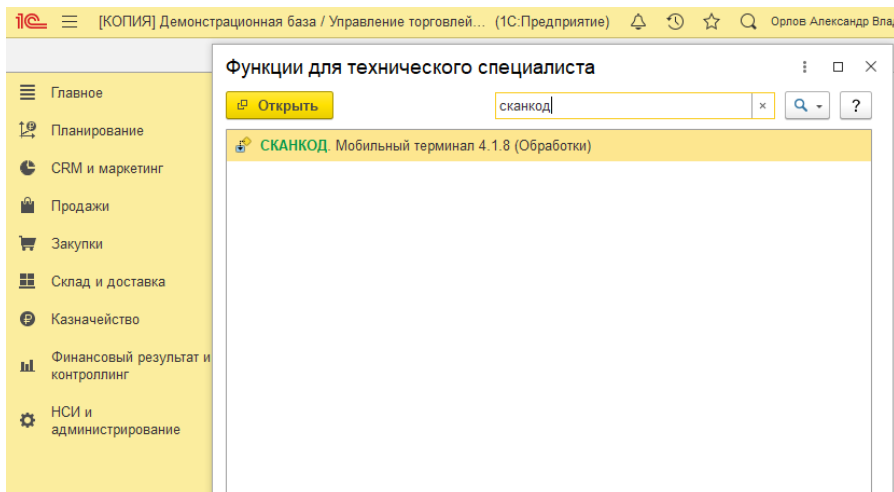 1С [КОПИЯ] Демонстрационная база / Управление торговлей... (1С:Предприятие) Орлов Александр Вла
Функции для технического специалиста
Открыть сканкод × ?
СКАНКОД. Мобильный терминал 4.1.8 (Обработки)
Главное
Планирование
CRM и маркетинг
Продажи
Закупки
Склад и доставка
Казначейство
Финансовый результат и
контроллинг
НСИ и
администрирование